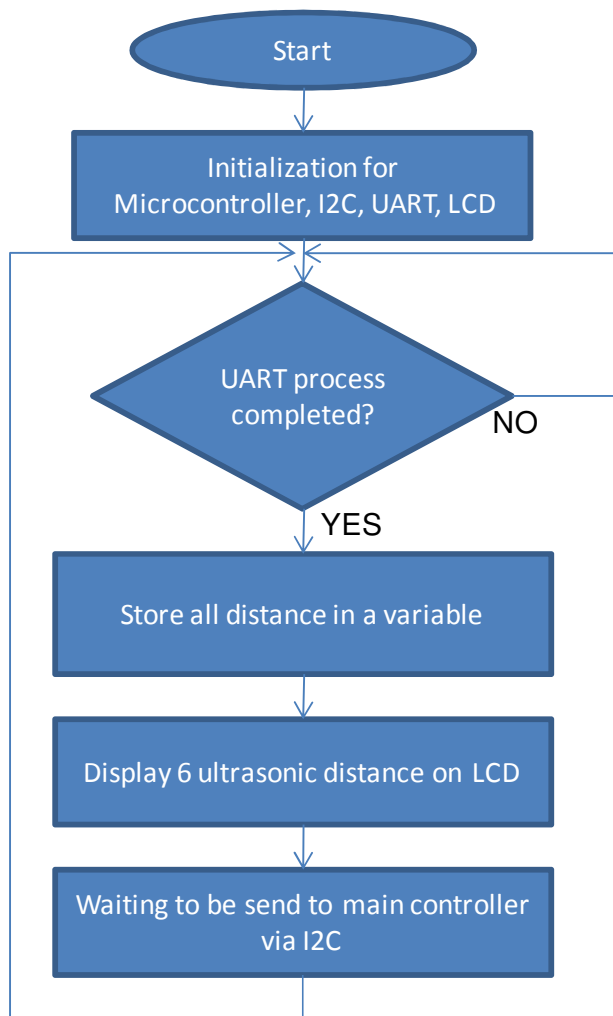 Start
Initialization for
Microcontroller, I2C, UART, LCD
UART process
completed?
NO
YES
Store all distance in a variable
Display 6 ultrasonic distance on LCD
Waiting to be send to main controller
via I2C